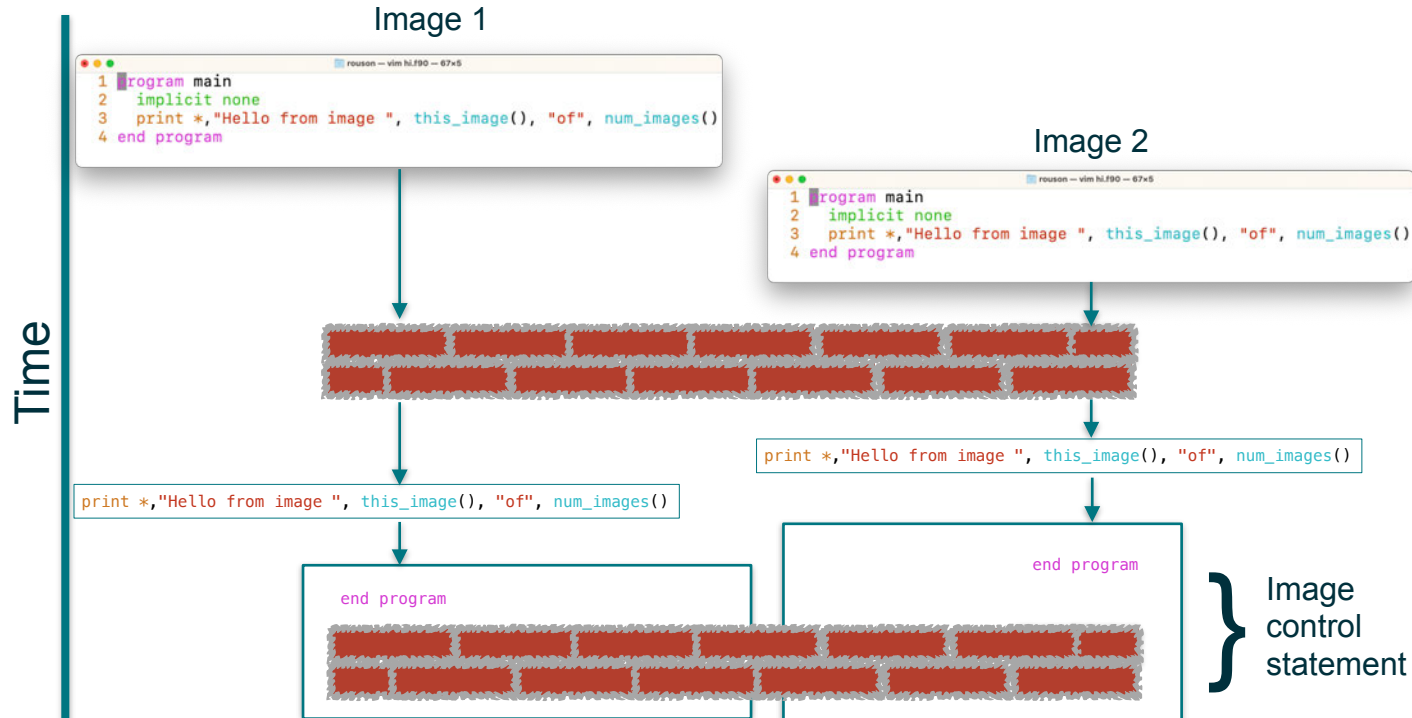 Image 1
rouson — vim hi.f90 — 67×5
1 program main
2 implicit none
3 print *,"Hello from image ", this_image(), "of", num_images()
4 end program
Image 2
rouson — vim hi.f90 — 67×5
1 program main
2 implicit none
3 print *,"Hello from image ", this_image(), "of", num_images()
4 end program
Time
print *,"Hello from image ", this_image(), "of", num_images()
print *,"Hello from image ", this_image(), "of", num_images()
end program
end program
Image
control
statement